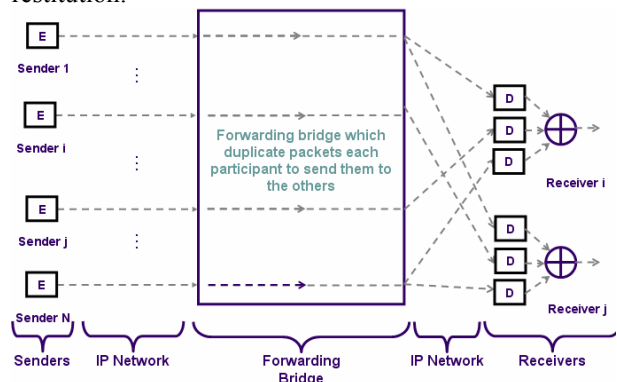 restitution.
E
Sender 1
⋮
E
Sender i
⋮
E
Sender j
⋮
E
Sender N
Forwarding bridge which
duplicate packets each
participant to send them to
the others
D
D
D
Receiver i
D
D
D
Receiver j
Senders
IP Network
Forwarding
Bridge
IP Network
Receivers